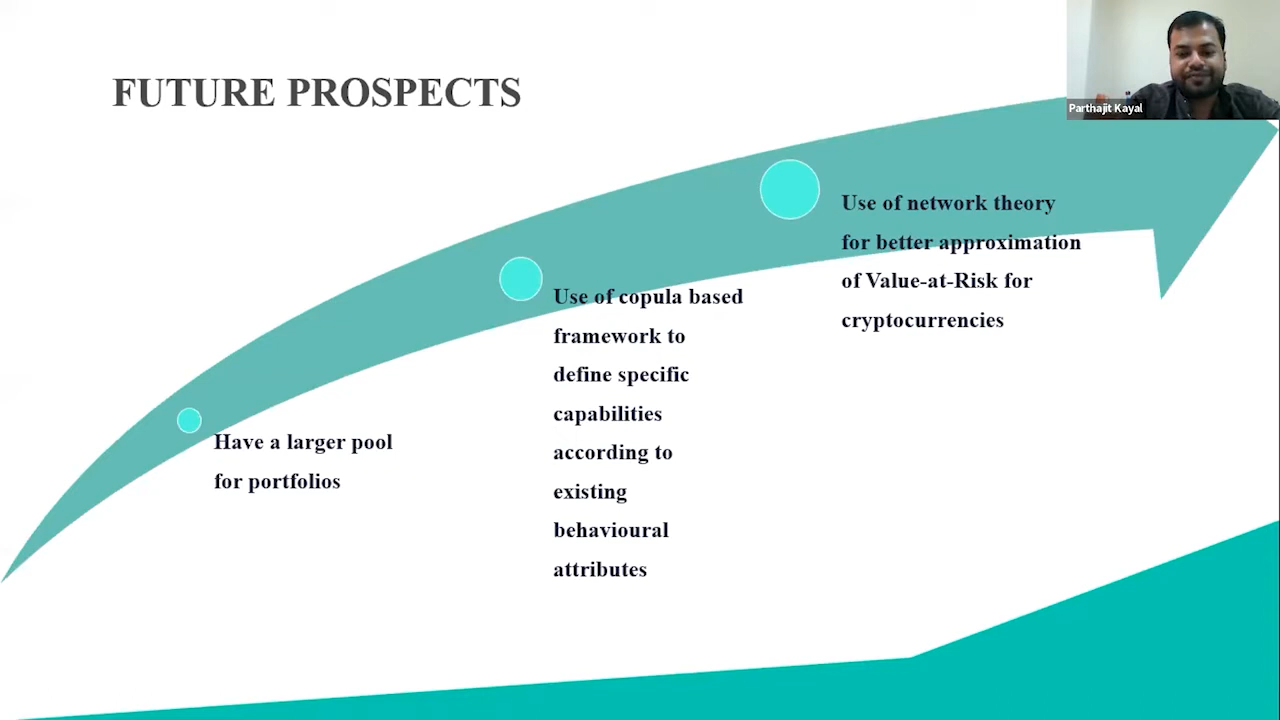 FUTURE PROSPECTS
Parthajit Kayal
Use of network theory
for better approximation
of Value-at-Risk for
cryptocurrencies
Use of copula based
framework to
define specific
capabilities
according to
existing
behavioural
attributes
Have a larger pool
for portfolios